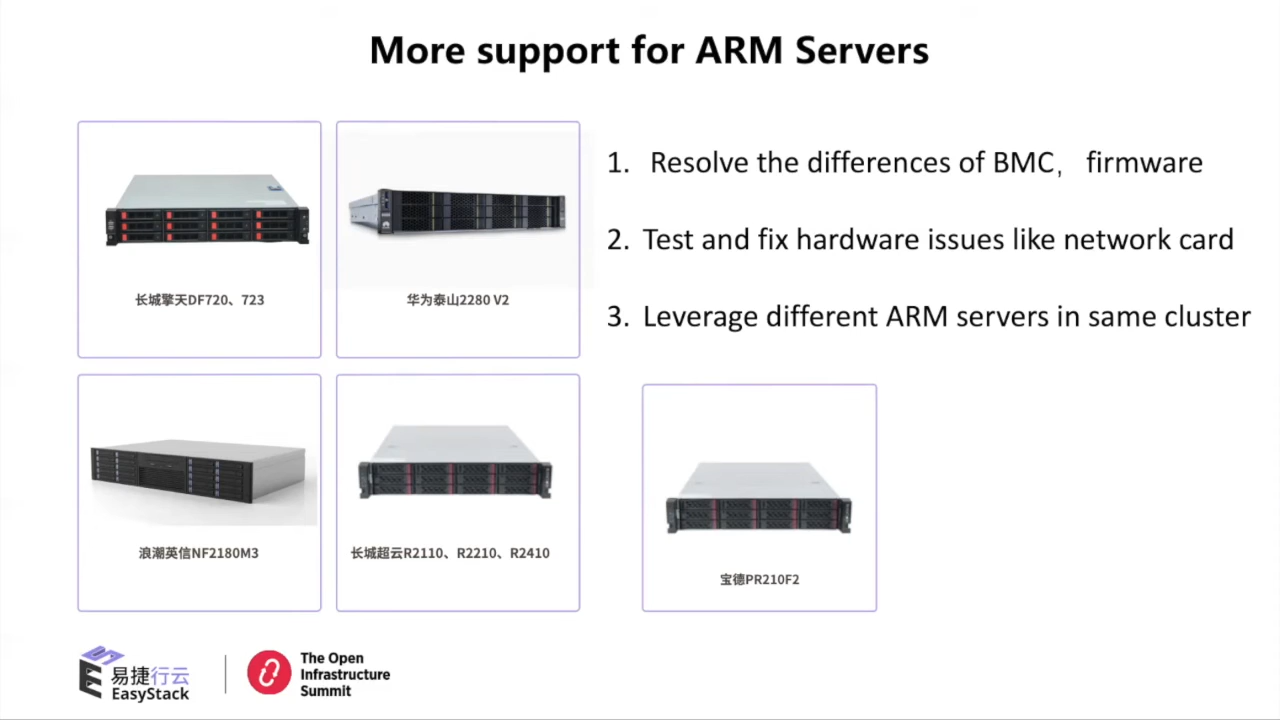 More support for ARM Servers
1. Resolve the differences of BMC， firmware
2. Test and fix hardware issues like network card
3. Leverage different ARM servers in same cluster
长城擎天DF720、723
华为泰山2280 V2
浪潮英信NF2180M3
长城超云R2110、R2210、R2410
宝德PR210F2
易捷行云
EasyStack
The Open
Infrastructure
Summit